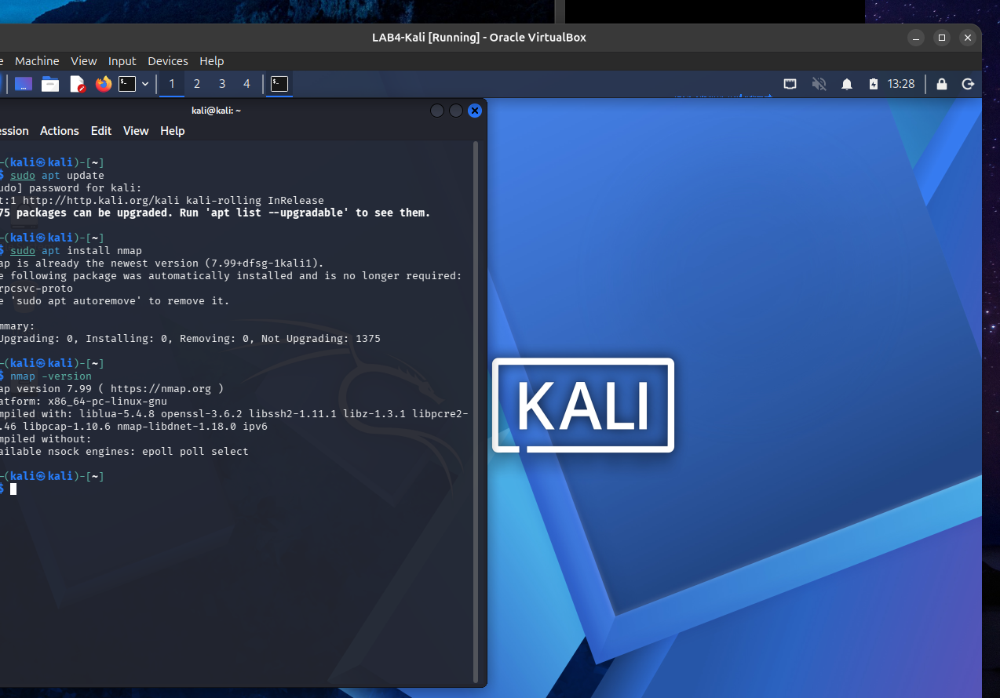 LAB4-Kali [Running] - Oracle VirtualBox
e Machine View Input Devices Help
1 2 3 4 13:28
kali@kali: ~
ession Actions Edit View Help
─(kali㉿kali)-[~]
$ sudo apt update
udo] password for kali:
t:1 http://http.kali.org/kali kali-rolling InRelease
75 packages can be upgraded. Run 'apt list --upgradable' to see them.
─(kali㉿kali)-[~]
$ sudo apt install nmap
ap is already the newest version (7.99+dfsg-1kali1).
e following package was automatically installed and is no longer required:
rpcsvc-proto
e 'sudo apt autoremove' to remove it.
mmary:
Upgrading: 0, Installing: 0, Removing: 0, Not Upgrading: 1375
─(kali㉿kali)-[~]
$ nmap -version
ap version 7.99 ( https://nmap.org )
atform: x86_64-pc-linux-gnu
mpiled with: liblua-5.4.8 openssl-3.6.2 libssh2-1.11.1 libz-1.3.1 libpcre2-
.46 libpcap-1.10.6 nmap-libdnet-1.18.0 ipv6
mpiled without:
ailable nsock engines: epoll poll select
─(kali㉿kali)-[~]
$
KALI